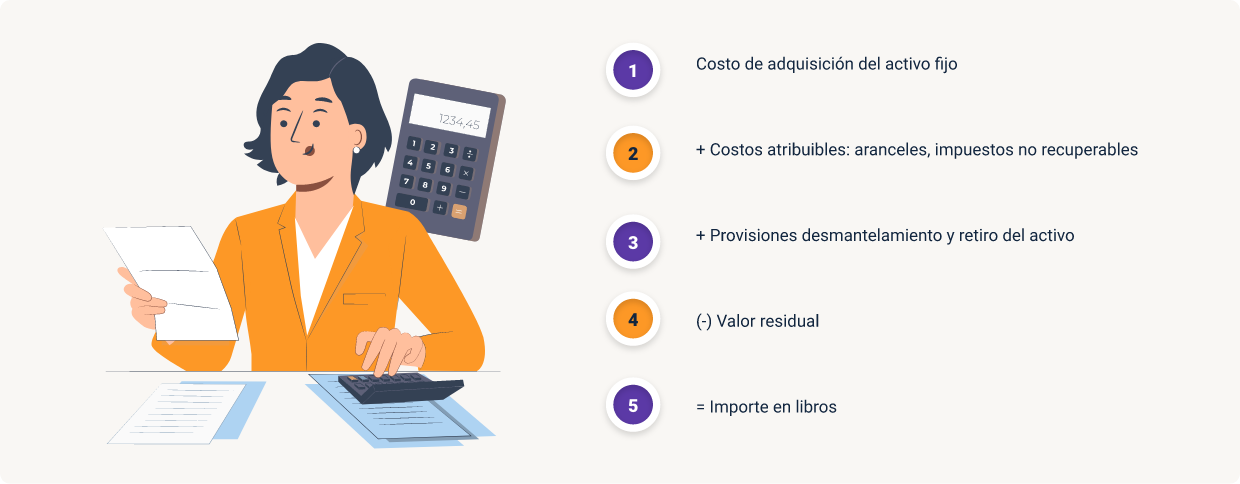 1234,45
1 2 3 ÷
4 5 6 ×
7 8 9 —
0 + =
1
Costo de adquisición del activo fijo
2
+ Costos atribuibles: aranceles, impuestos no recuperables
3
+ Provisiones desmantelamiento y retiro del activo
4
(-) Valor residual
5
= Importe en libros